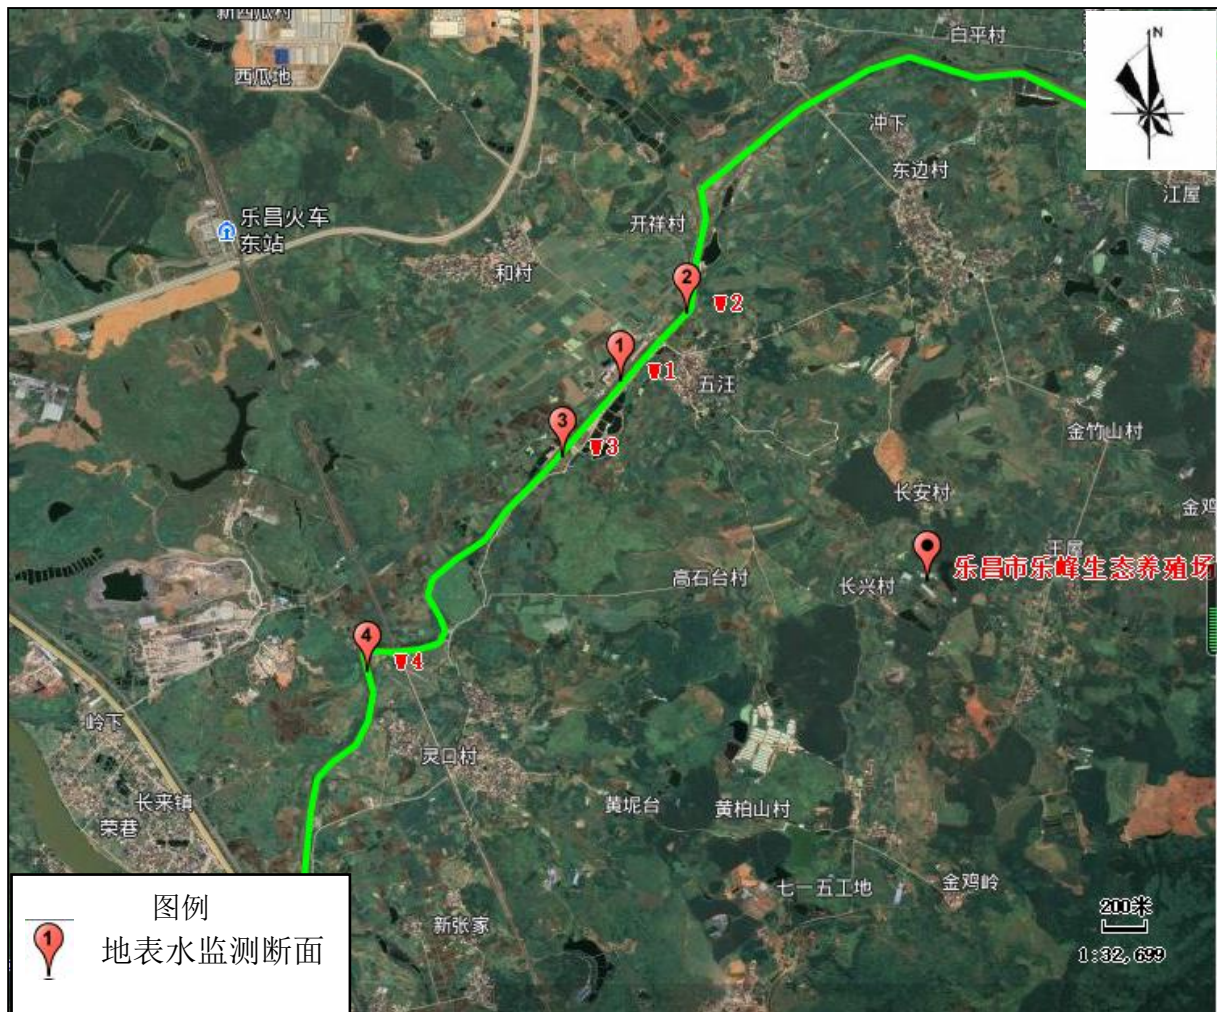 新西瓜村
白平村
N
西瓜地
冲下
东边村
江屋
乐昌火车
东站
开祥村
和村
2
W2
1
W1
五汪
3
W3
金竹山村
长安村
金鸡
王屋
乐昌市乐峰生态养殖场
高石台村
长兴村
4
W4
岭下
灵口村
长来镇
荣巷
黄坭台
黄柏山村
七一五工地
金鸡岭
新张家
200米
1:32,699
图例
1
地表水监测断面